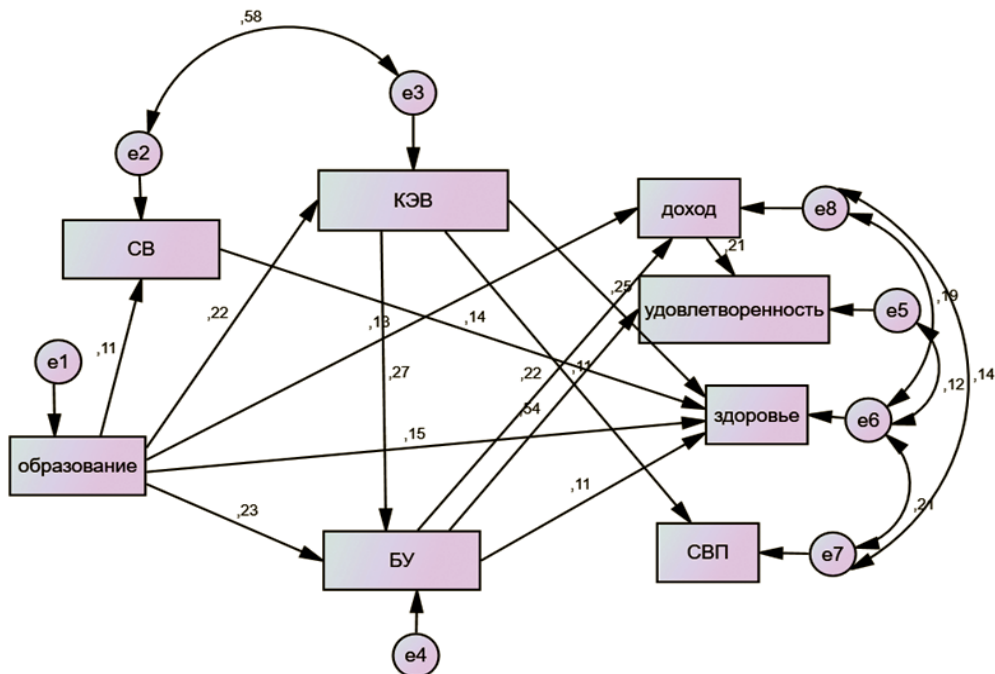 ,58
e3
e2
КЭВ
доход
e8
СВ
,21
,25
удовлетворенность
e5
,19
,22
,13
,14
e1
,11
,27
,22
,11
,12
,14
,54
здоровье
e6
образование
,15
,23
,11
,21
БУ
СВП
e7
e4